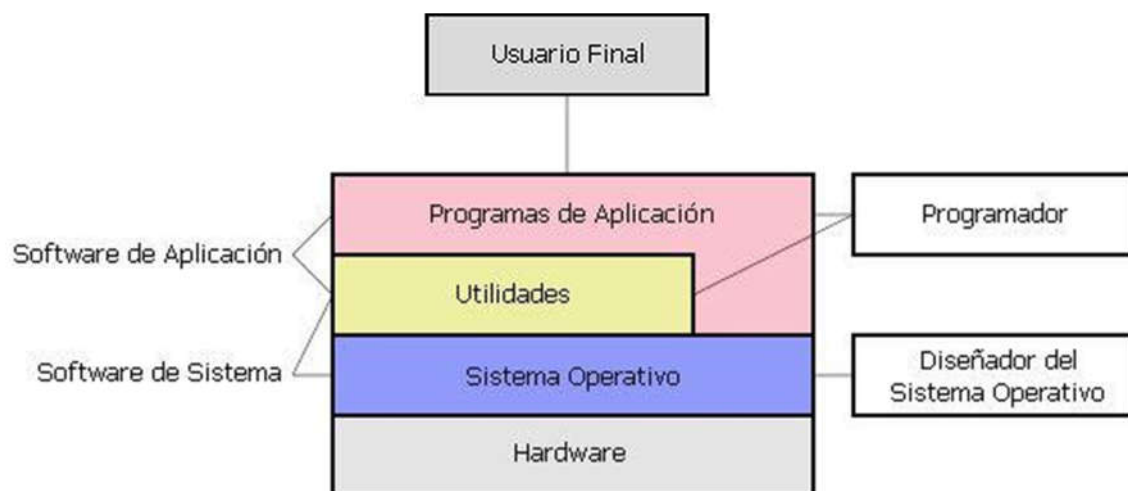 Usuario Final
Programas de Aplicación
Programador
Software de Aplicación
Utilidades
Software de Sistema
Sistema Operativo
Diseñador del
Sistema Operativo
Hardware